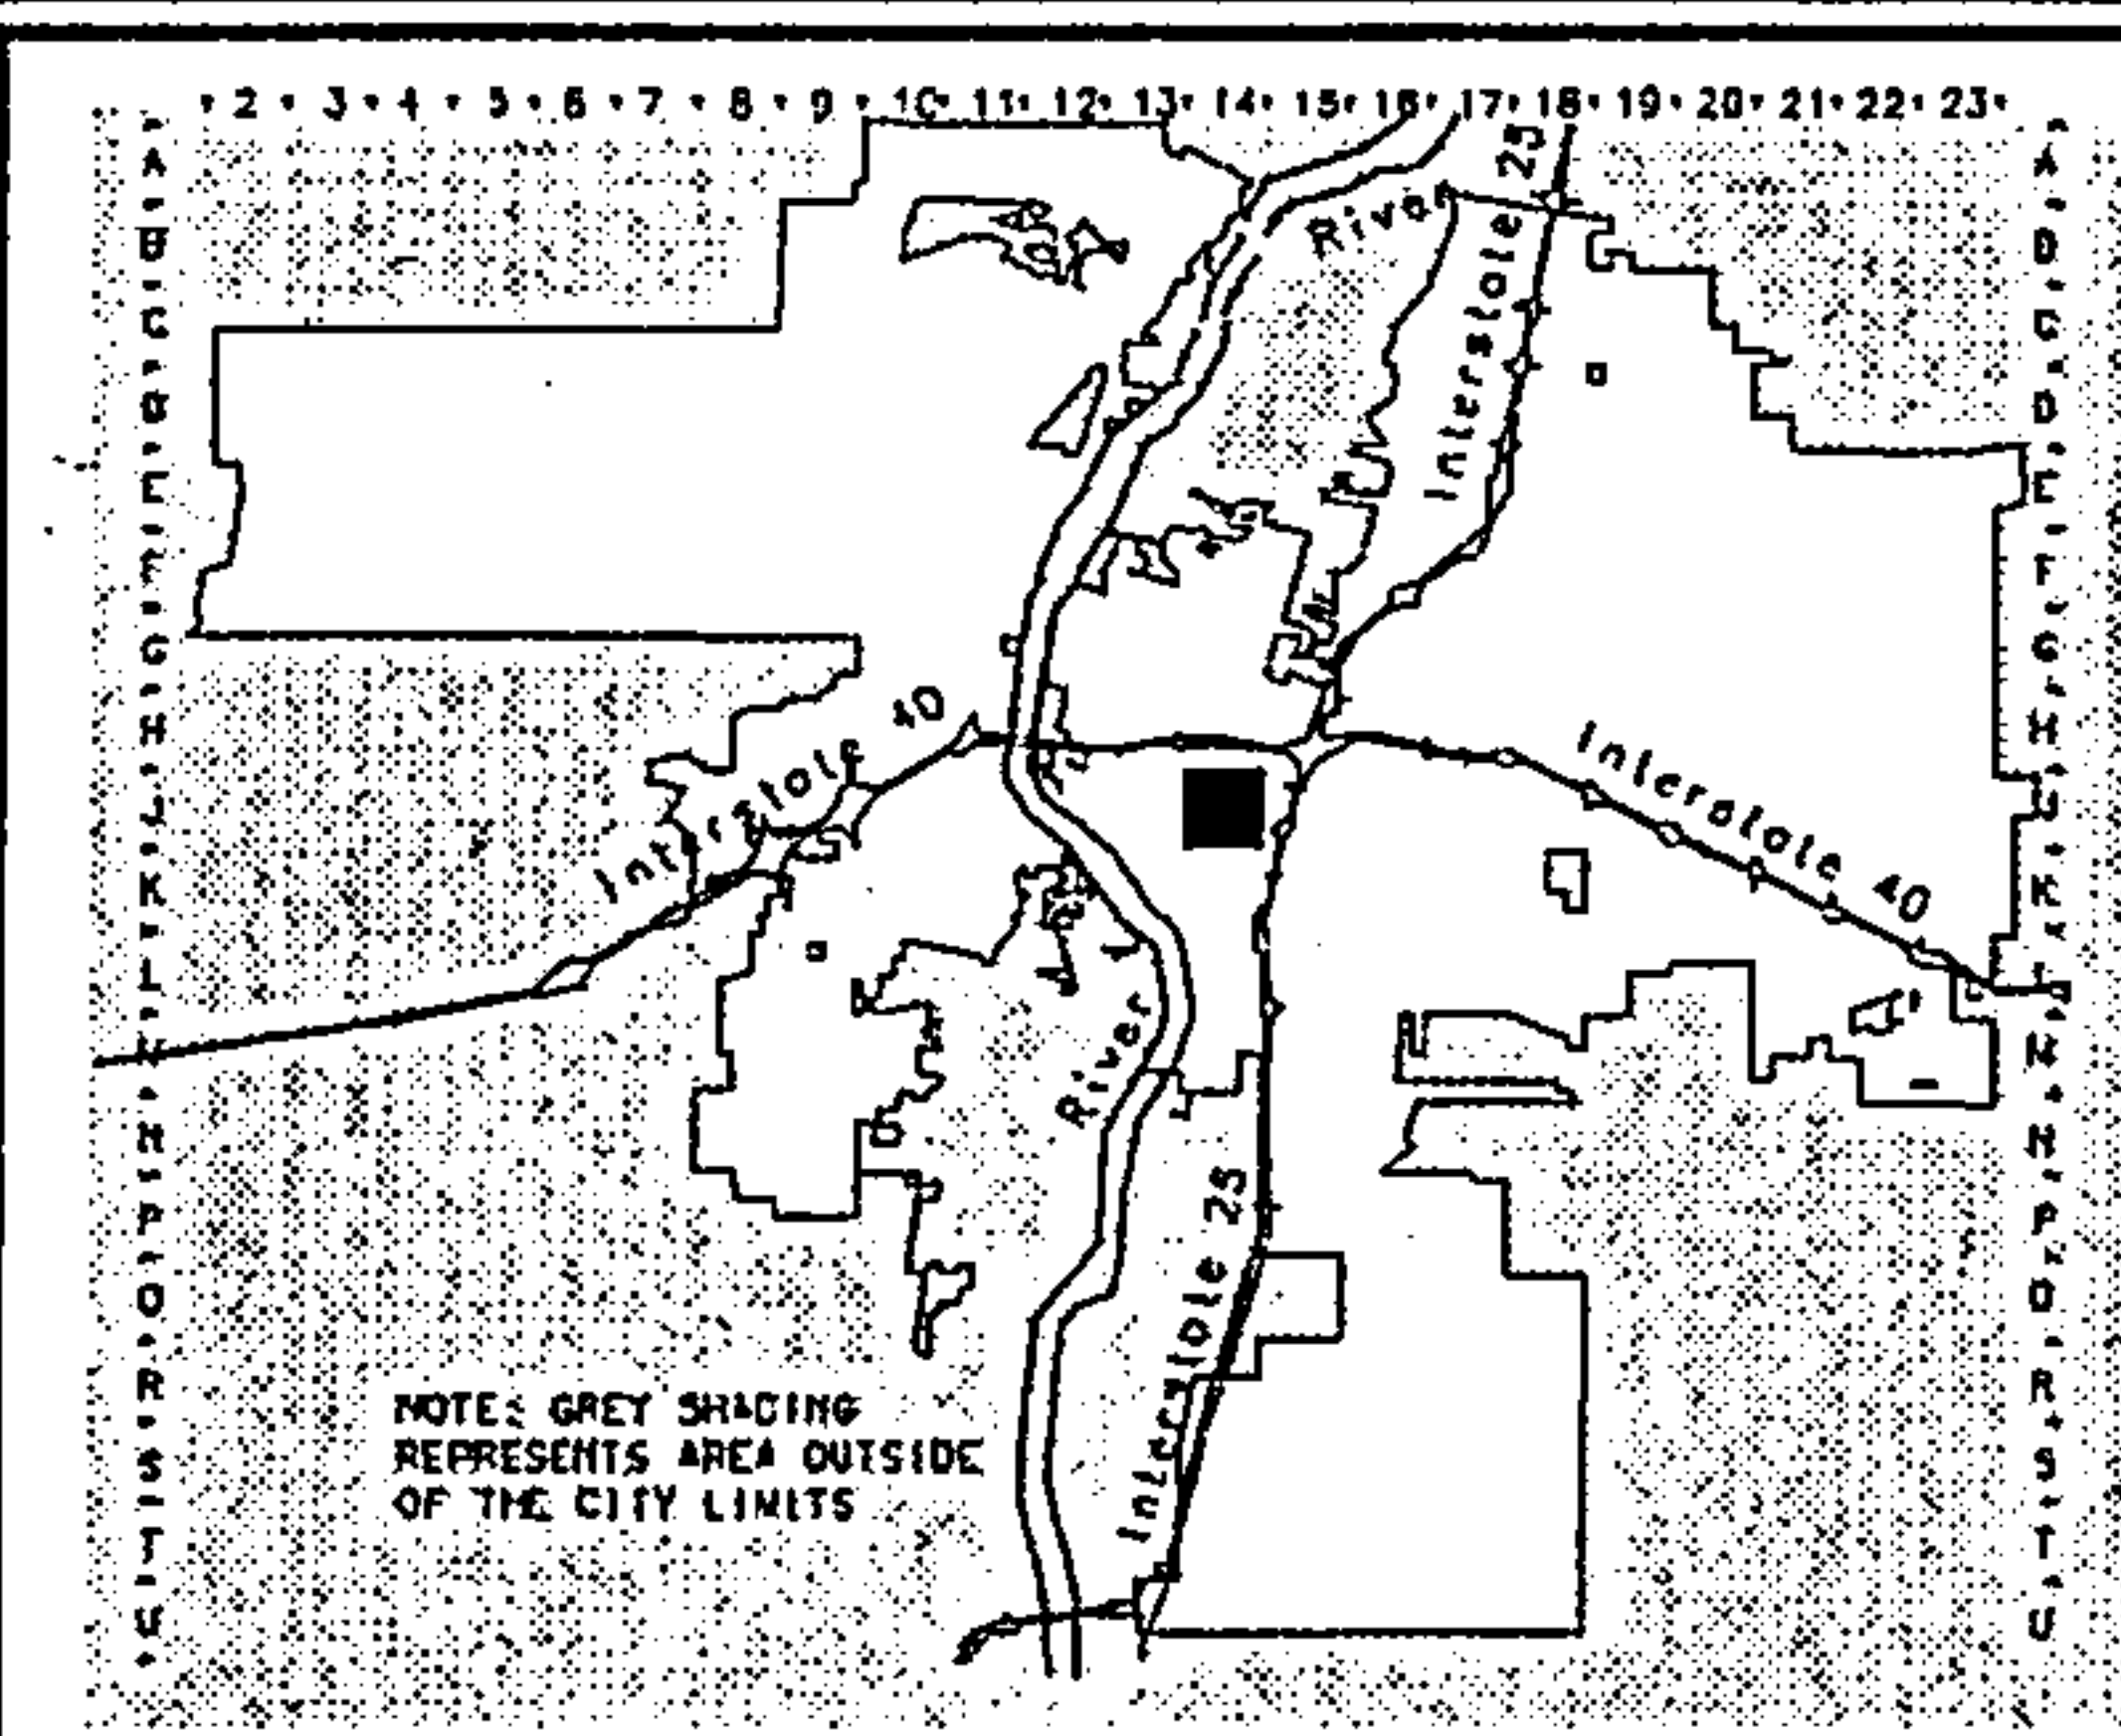 2 3 4 5 6 7 8 9 10 11 12 13 14 15 16 17 18 19 20 21 22 23
A A
B B
C C
D D
E E
F F
G G
H H
J J
K K
L L
M M
N N
P P
Q Q
R R
S S
T T
U U
River
Interstate 25
Interstate 40
Interstate 40
River
Interstate 25
Interstate
NOTE: GREY SHADING
REPRESENTS AREA OUTSIDE
OF THE CITY LIMITS